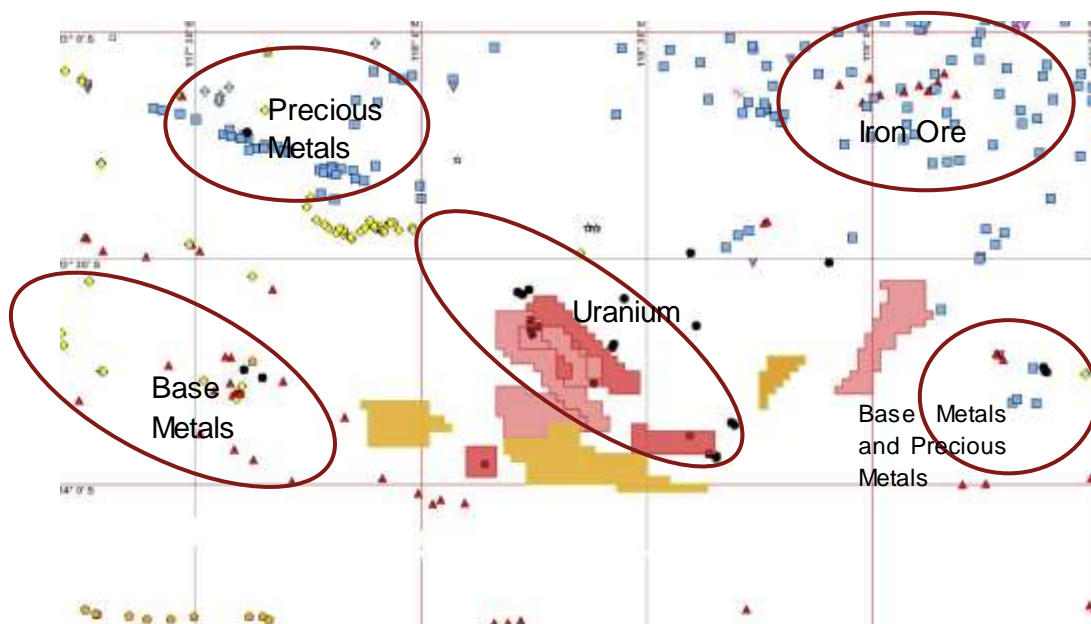 Precious
Metals
Iron Ore
Uranium
Base
Metals
Base Metals
and Precious
Metals